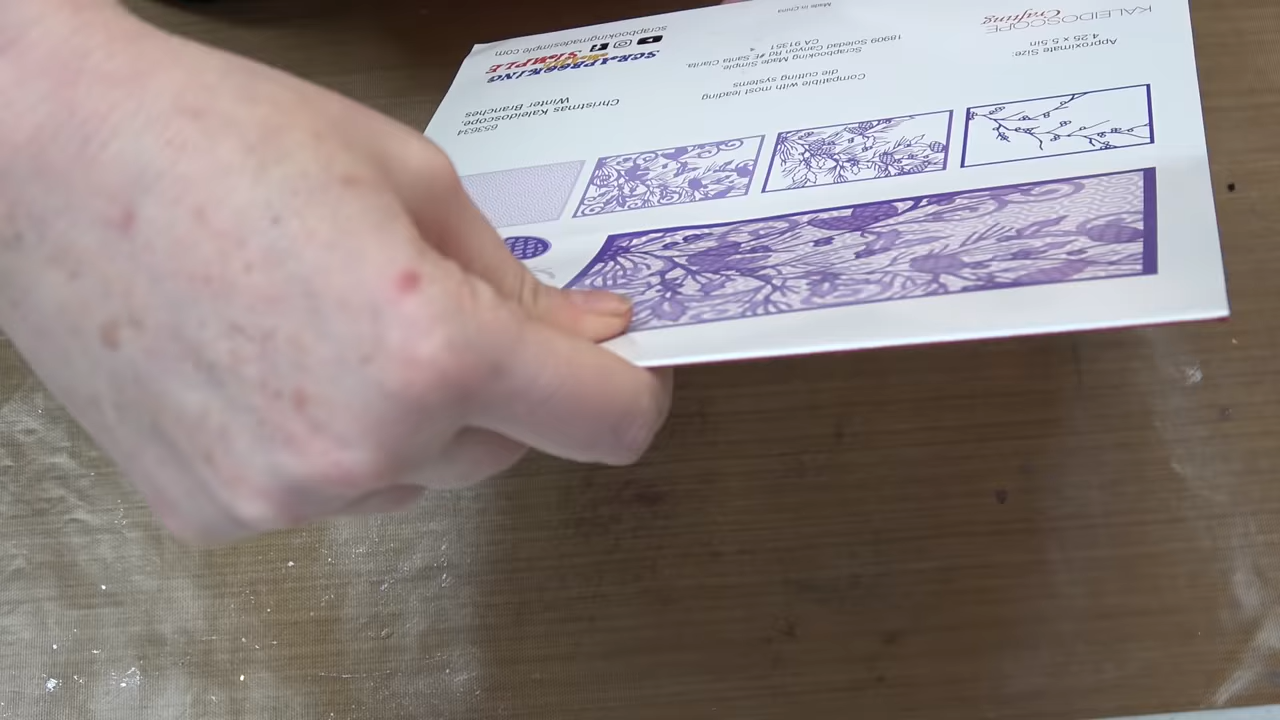 KALEIDOSCOPE
Crafting
Approximate Size:
4.25 x 5.5in
Made in China
18909 Soledad Canyon Rd #E Santa Clarita,
CA 91351
Scrapbooking Made Simple,
Compatible with most leading
die cutting systems
scrapbookingmadesimple.com
SCRAPBOOKING
MADE
SIMPLE
653634
Christmas Kaleidoscope,
Winter Branches